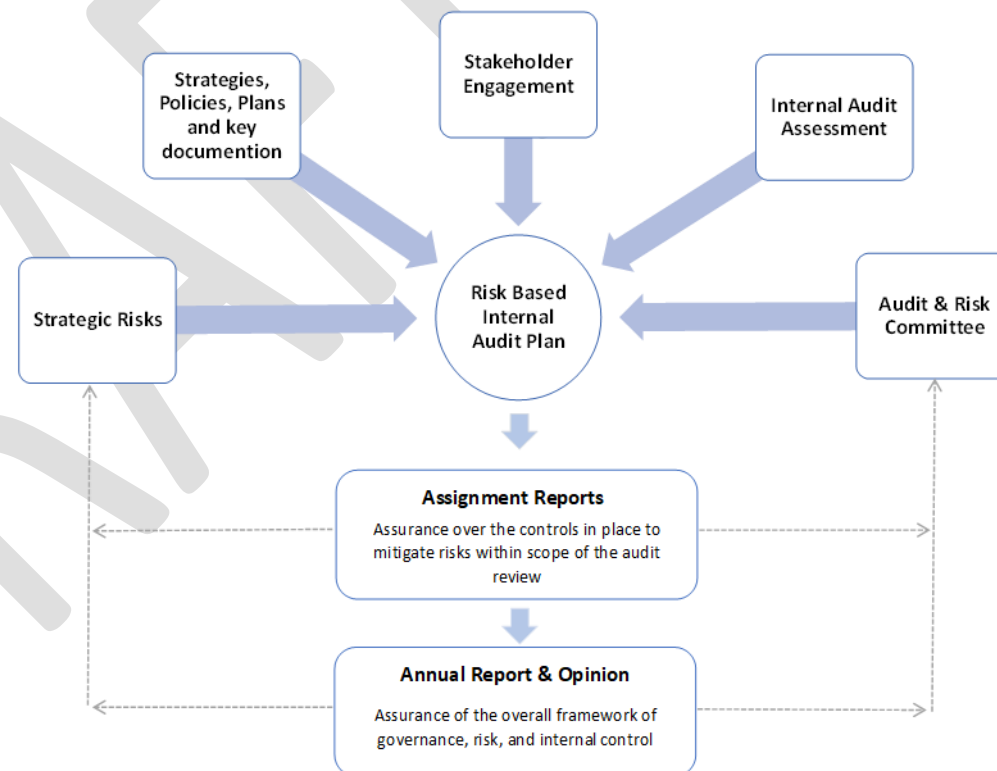 Stakeholder
Engagement
Strategies,
Policies, Plans
and key
documention
Internal Audit
Assessment
Strategic Risks
Risk Based
Internal
Audit Plan
Audit & Risk
Committee
Assignment Reports
Assurance over the controls in place to
mitigate risks within scope of the audit
review
Annual Report & Opinion
Assurance of the overall framework of
governance, risk, and internal control